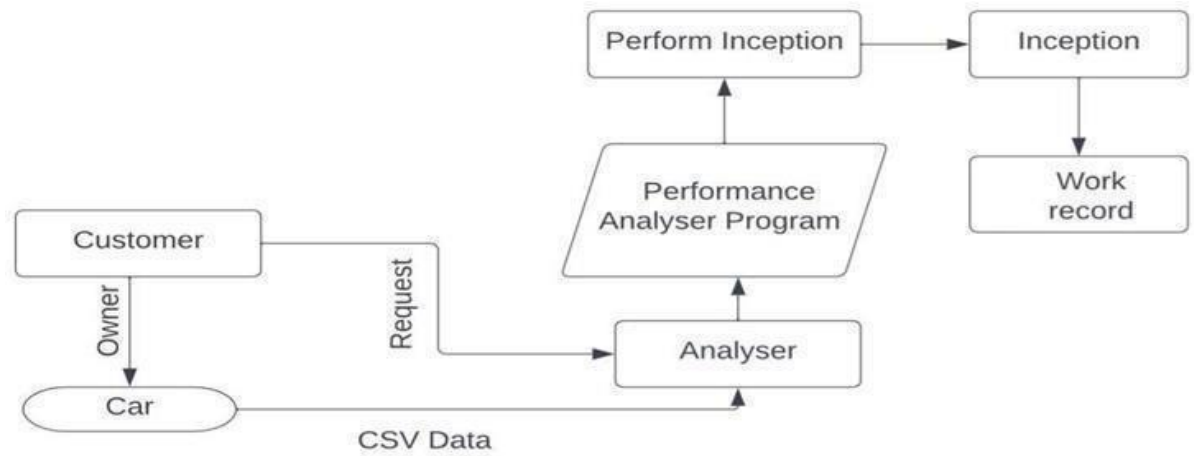 Perform Inception
Inception
Performance
Analyser Program
Work
record
Customer
Owner
Request
Analyser
Car
CSV Data